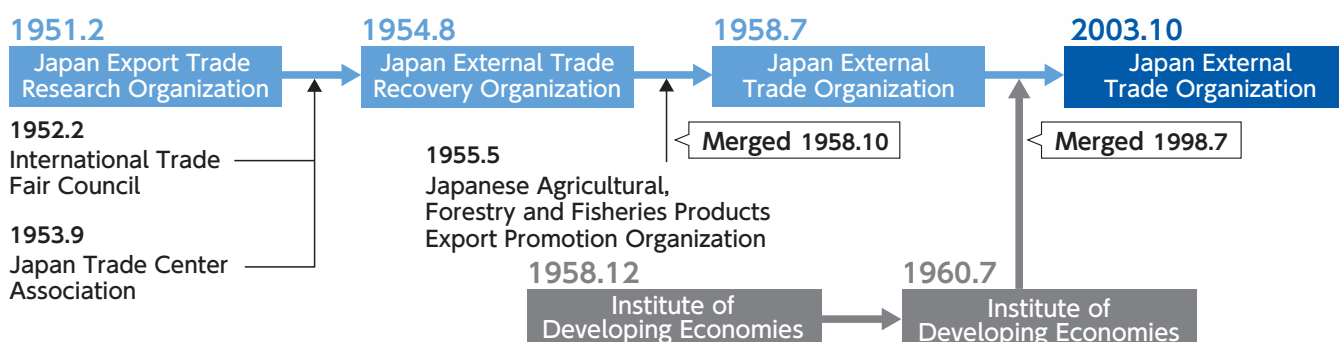 1951.2
Japan Export Trade
Research Organization
1954.8
Japan External Trade
Recovery Organization
1958.7
Japan External
Trade Organization
2003.10
Japan External
Trade Organization
1952.2
International Trade
Fair Council
1953.9
Japan Trade Center
Association
1955.5
Japanese Agricultural,
Forestry and Fisheries Products
Export Promotion Organization
Merged 1958.10
Merged 1998.7
1958.12
Institute of
Developing Economies
1960.7
Institute of
Developing Economies